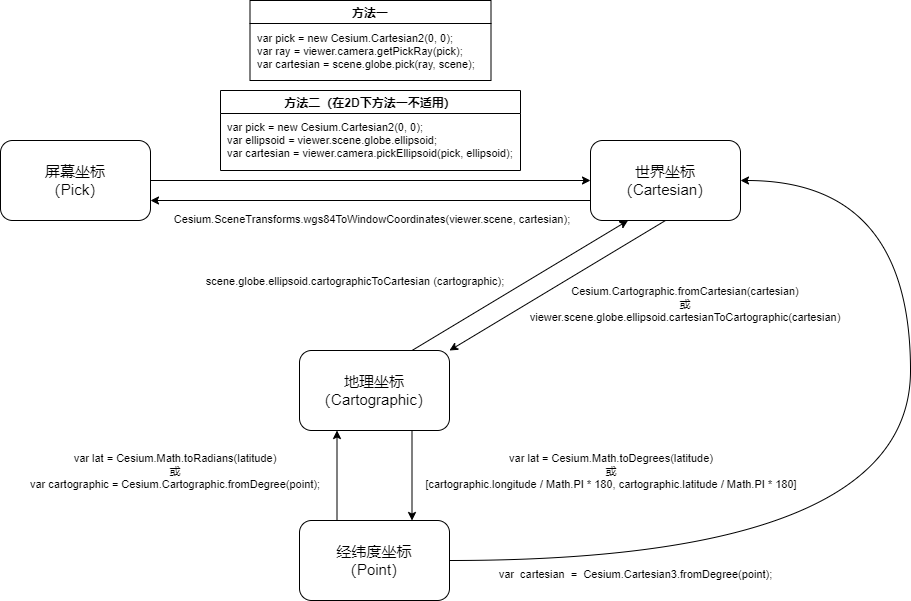 方法一
var pick = new Cesium.Cartesian2(0, 0);
var ray = viewer.camera.getPickRay(pick);
var cartesian = scene.globe.pick(ray, scene);
方法二（在2D下方法一不适用）
var pick = new Cesium.Cartesian2(0, 0);
var ellipsoid = viewer.scene.globe.ellipsoid;
var cartesian = viewer.camera.pickEllipsoid(pick, ellipsoid);
屏幕坐标
(Pick)
世界坐标
(Cartesian)
Cesium.SceneTransforms.wgs84ToWindowCoordinates(viewer.scene, cartesian);
scene.globe.ellipsoid.cartographicToCartesian (cartographic);
Cesium.Cartographic.fromCartesian(cartesian)
或
viewer.scene.globe.ellipsoid.cartesianToCartographic(cartesian)
地理坐标
(Cartographic)
var lat = Cesium.Math.toRadians(latitude)
或
var cartographic = Cesium.Cartographic.fromDegree(point);
var lat = Cesium.Math.toDegrees(latitude)
或
[cartographic.longitude / Math.PI * 180, cartographic.latitude / Math.PI * 180]
经纬度坐标
(Point)
var cartesian = Cesium.Cartesian3.fromDegree(point);